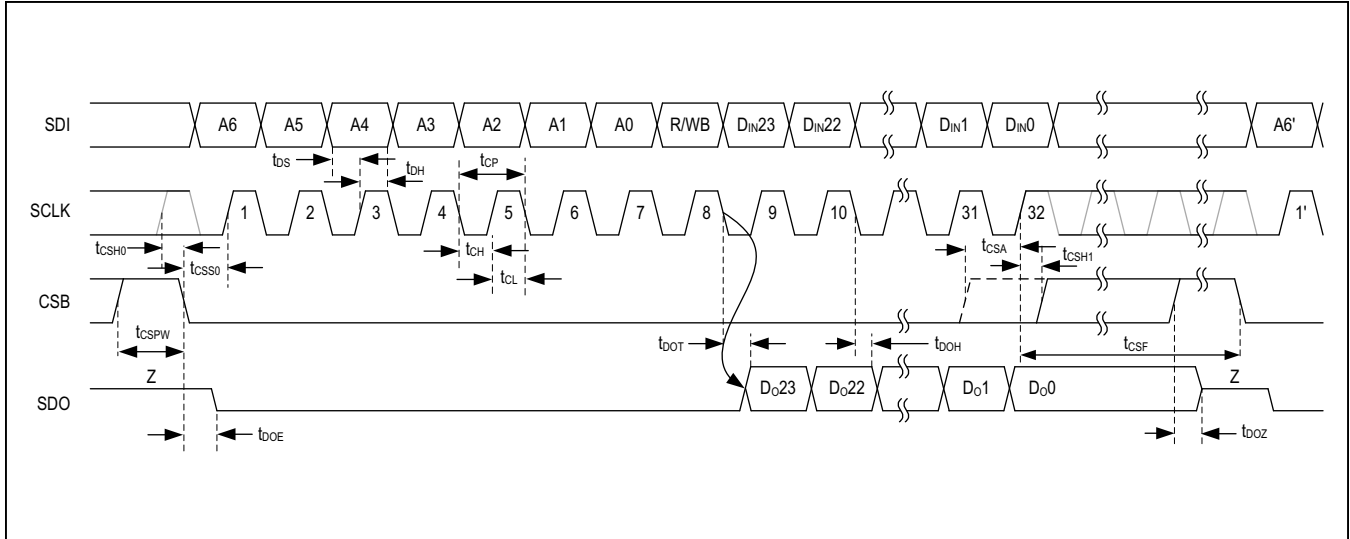 SDI A6 A5 A4 A3 A2 A1 A0 R/WB DIN23 DIN22 DIN1 DIN0 A6'
tDS tDH tCP
SCLK 1 2 3 4 5 6 7 8 9 10 31 32 1'
tCSH0 tCH tCSA tCSH1
tCSS0 tCL
CSB
tCSPW tDOT tDOH tCSF
Z Z
SDO DO23 DO22 DO1 DO0
tDOE tDOZ